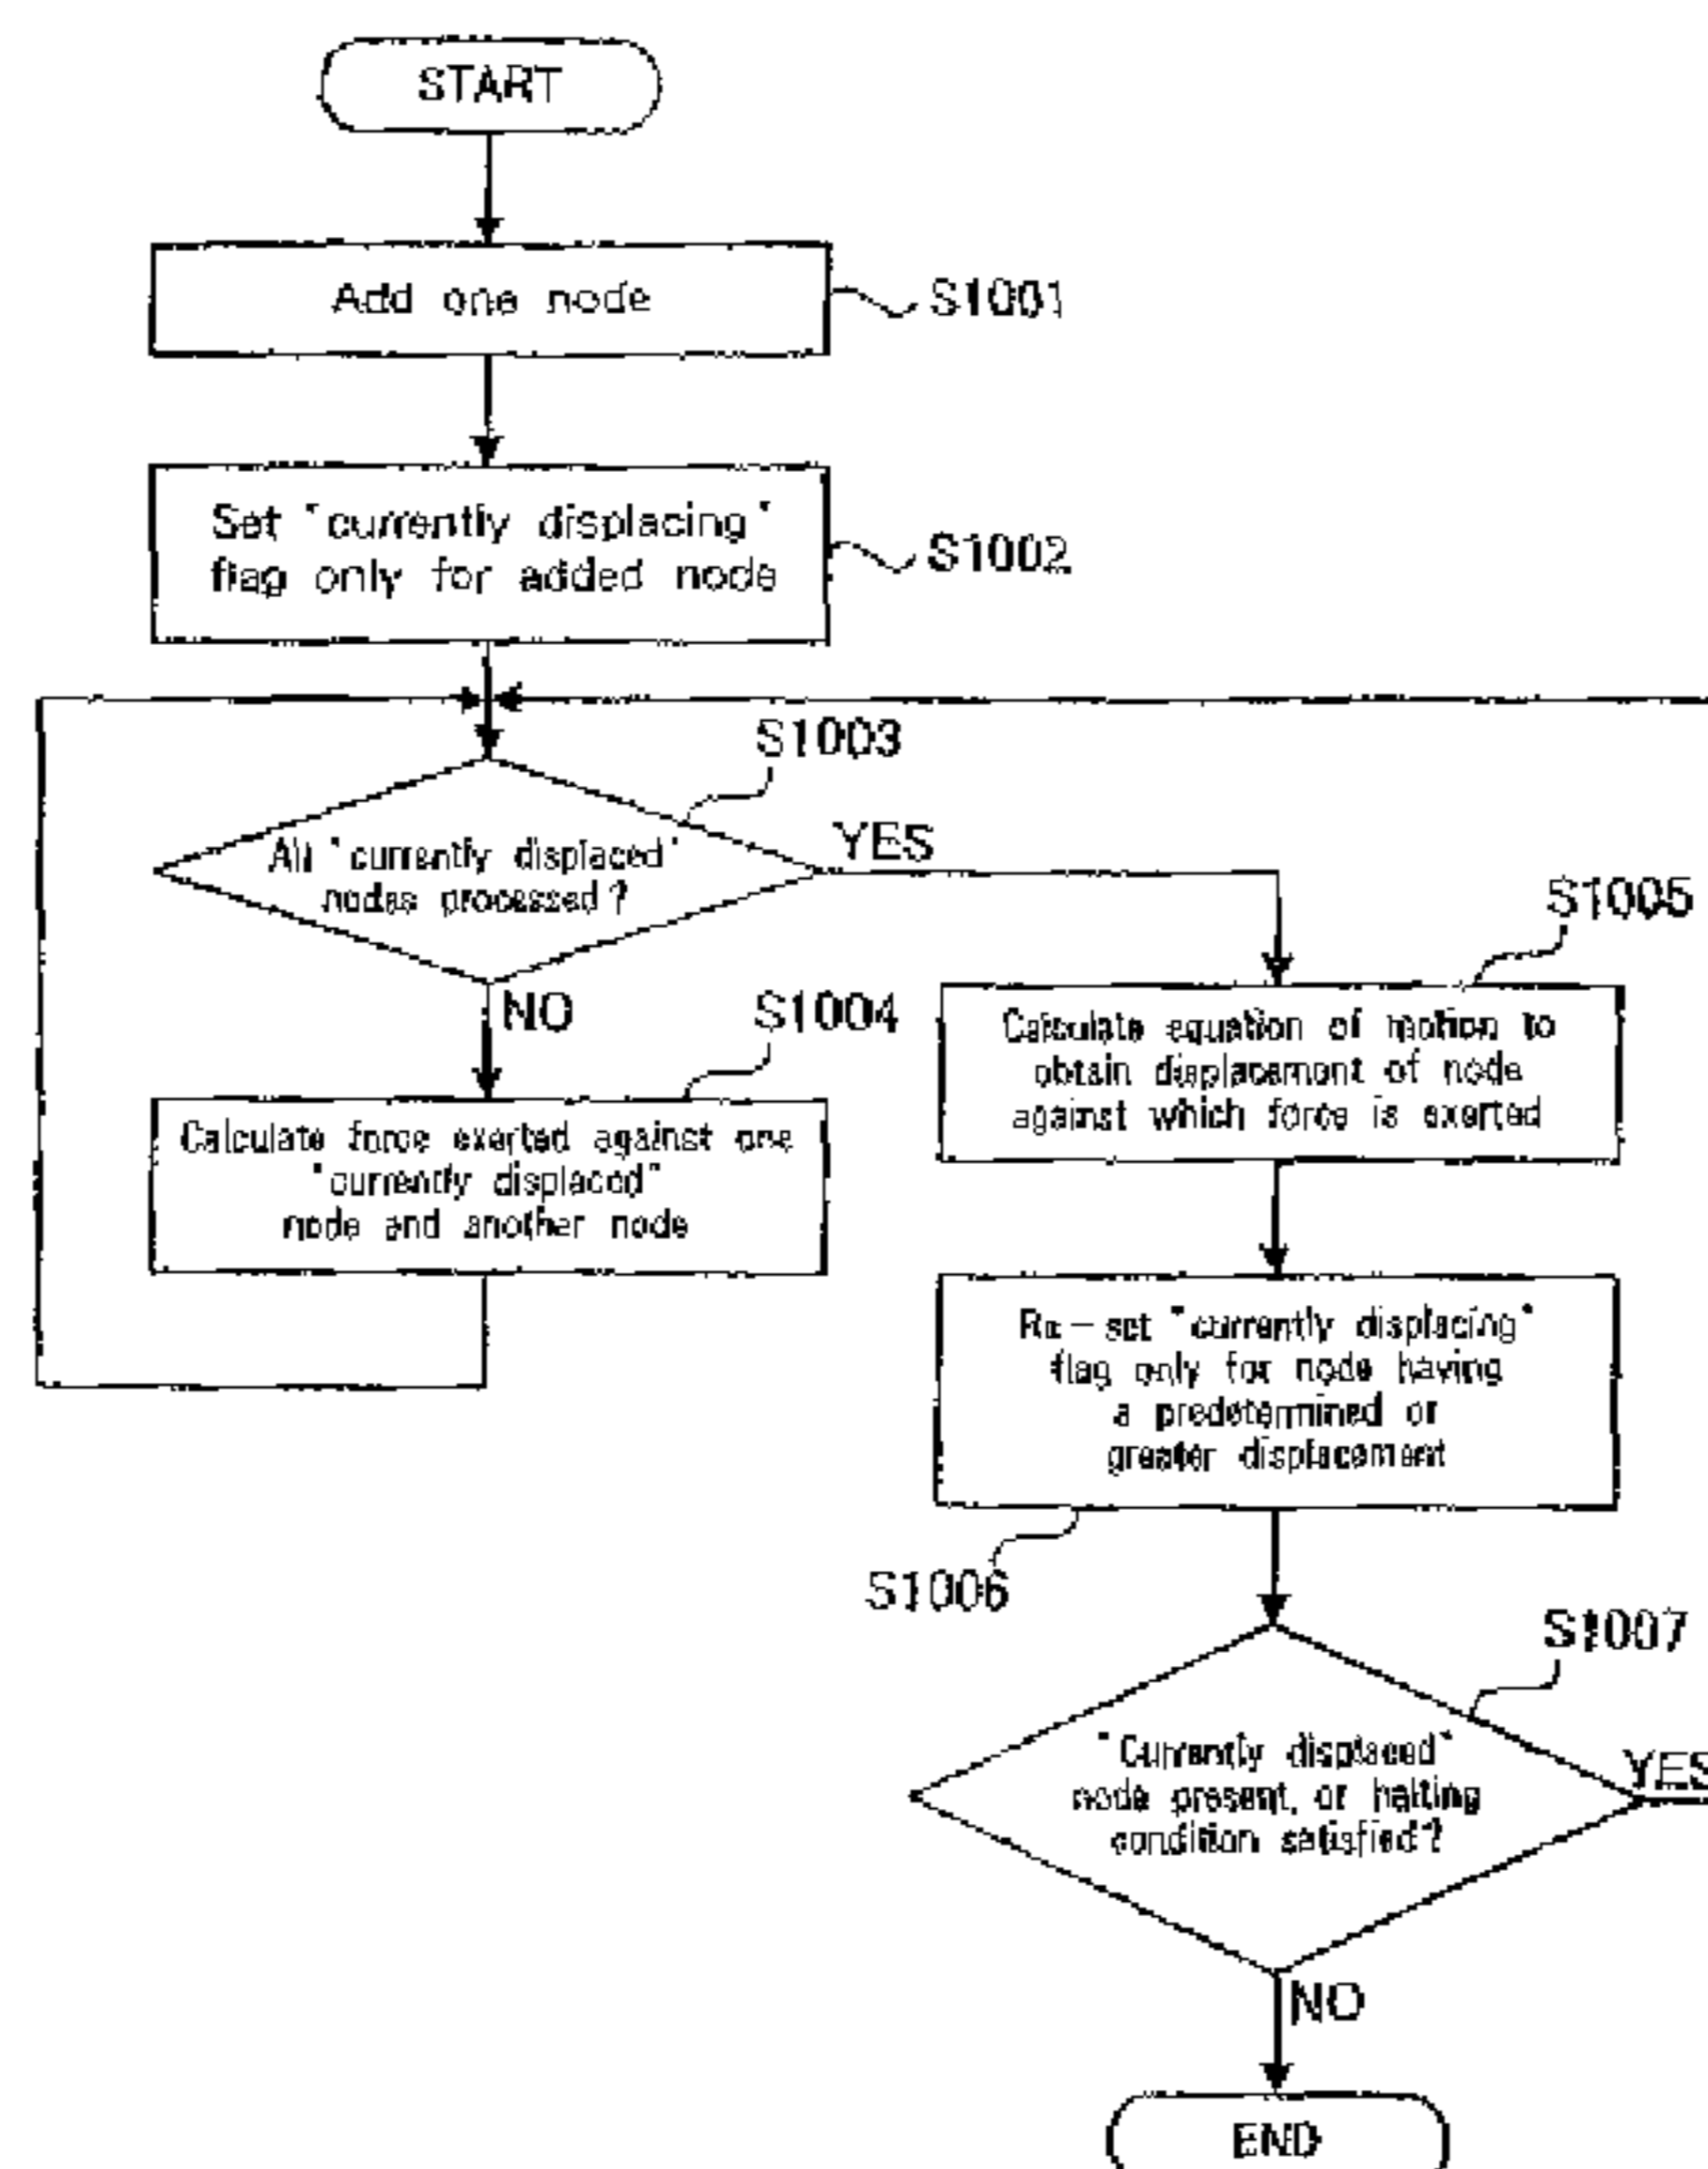 START
Add one node
S1001
Set "currently displacing"
flag only for added node
S1002
S1003
All "currently displaced"
nodes processed?
YES
NO
S1004
Calculate force exerted against one
"currently displaced"
node and another node
S1005
Calculate equation of motion to
obtain displacement of node
against which force is exerted
Re-set "currently displacing"
flag only for node having
a predetermined or
greater displacement
S1006
S1007
"Currently displaced"
node present, or halting
condition satisfied?
YES
NO
END